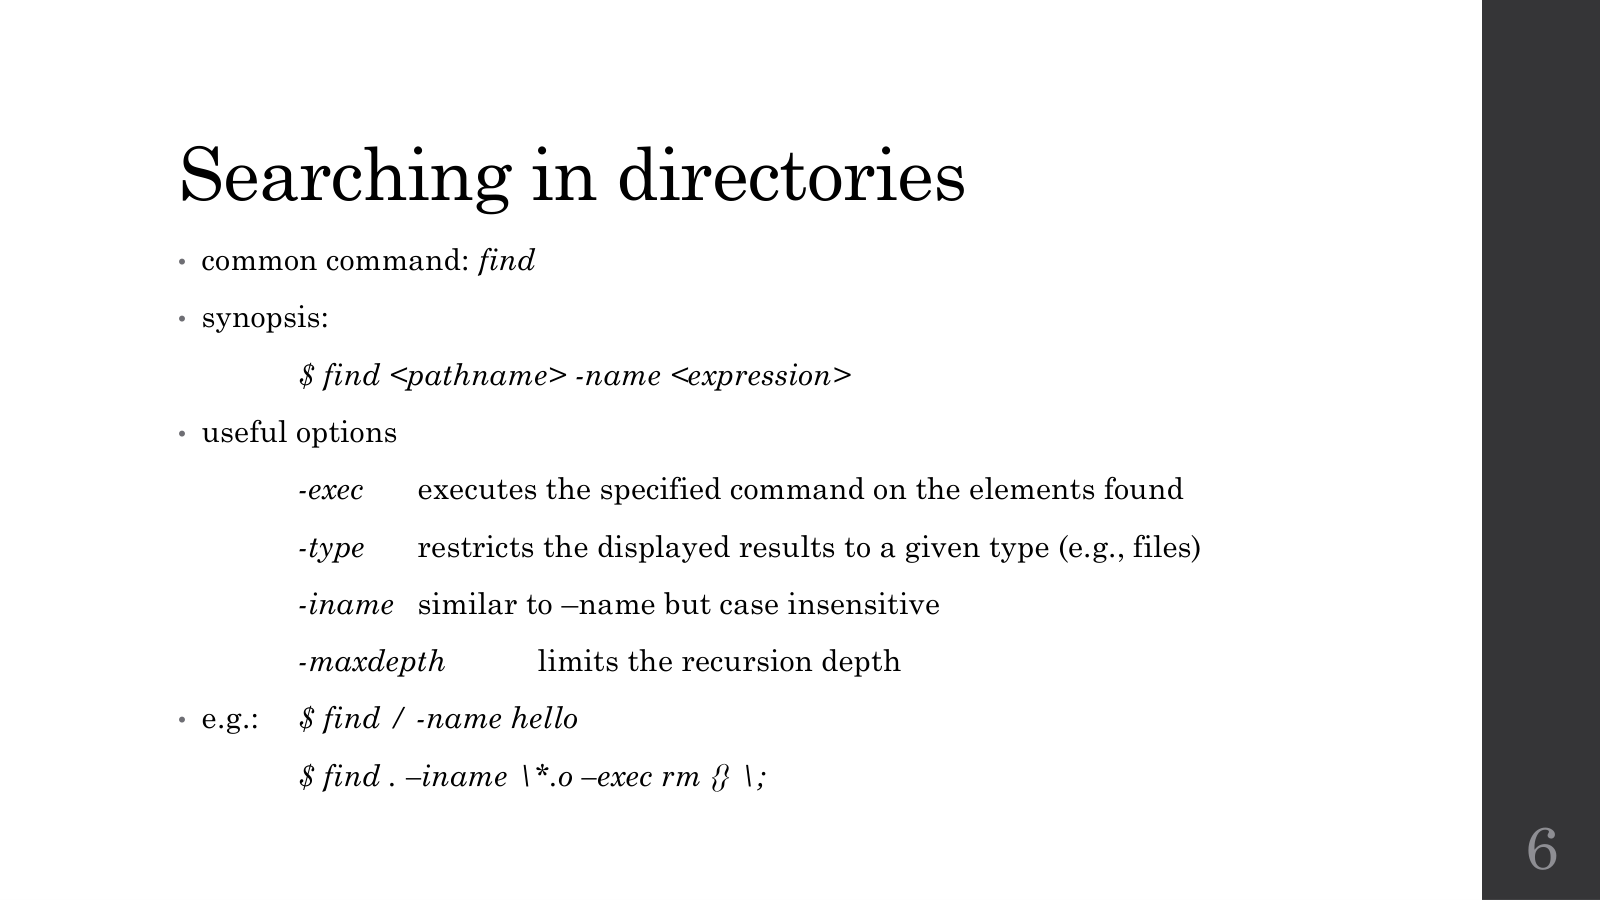 Searching in directories
• common command: find
• synopsis:
$ find <pathname> -name <expression>
• useful options
-exec executes the specified command on the elements found
-type restricts the displayed results to a given type (e.g., files)
-iname similar to –name but case insensitive
-maxdepth limits the recursion depth
• e.g.: $ find / -name hello
$ find . –iname \*.o –exec rm {} \;
6